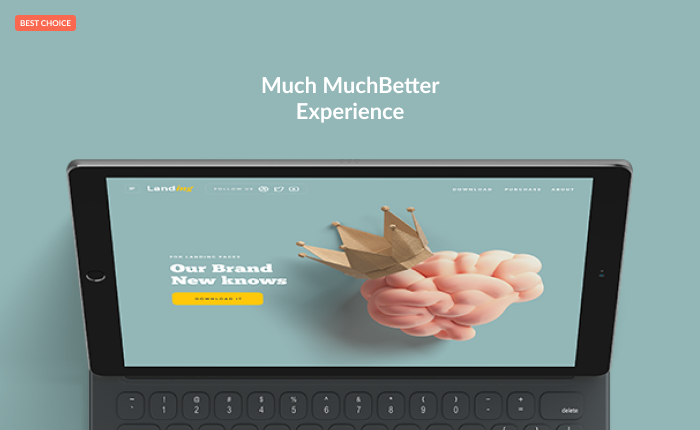 BEST CHOICE
Much MuchBetter
Experience
FOLLOW US
DOWNLOAD PURCHASE ABOUT
FOR LANDING PAGES
Our Brand
New knows
DOWNLOAD IT
~ ! @ # $ % ^ & * ( ) _ +
` 1 2 3 4 5 6 7 8 9 0 - = delete